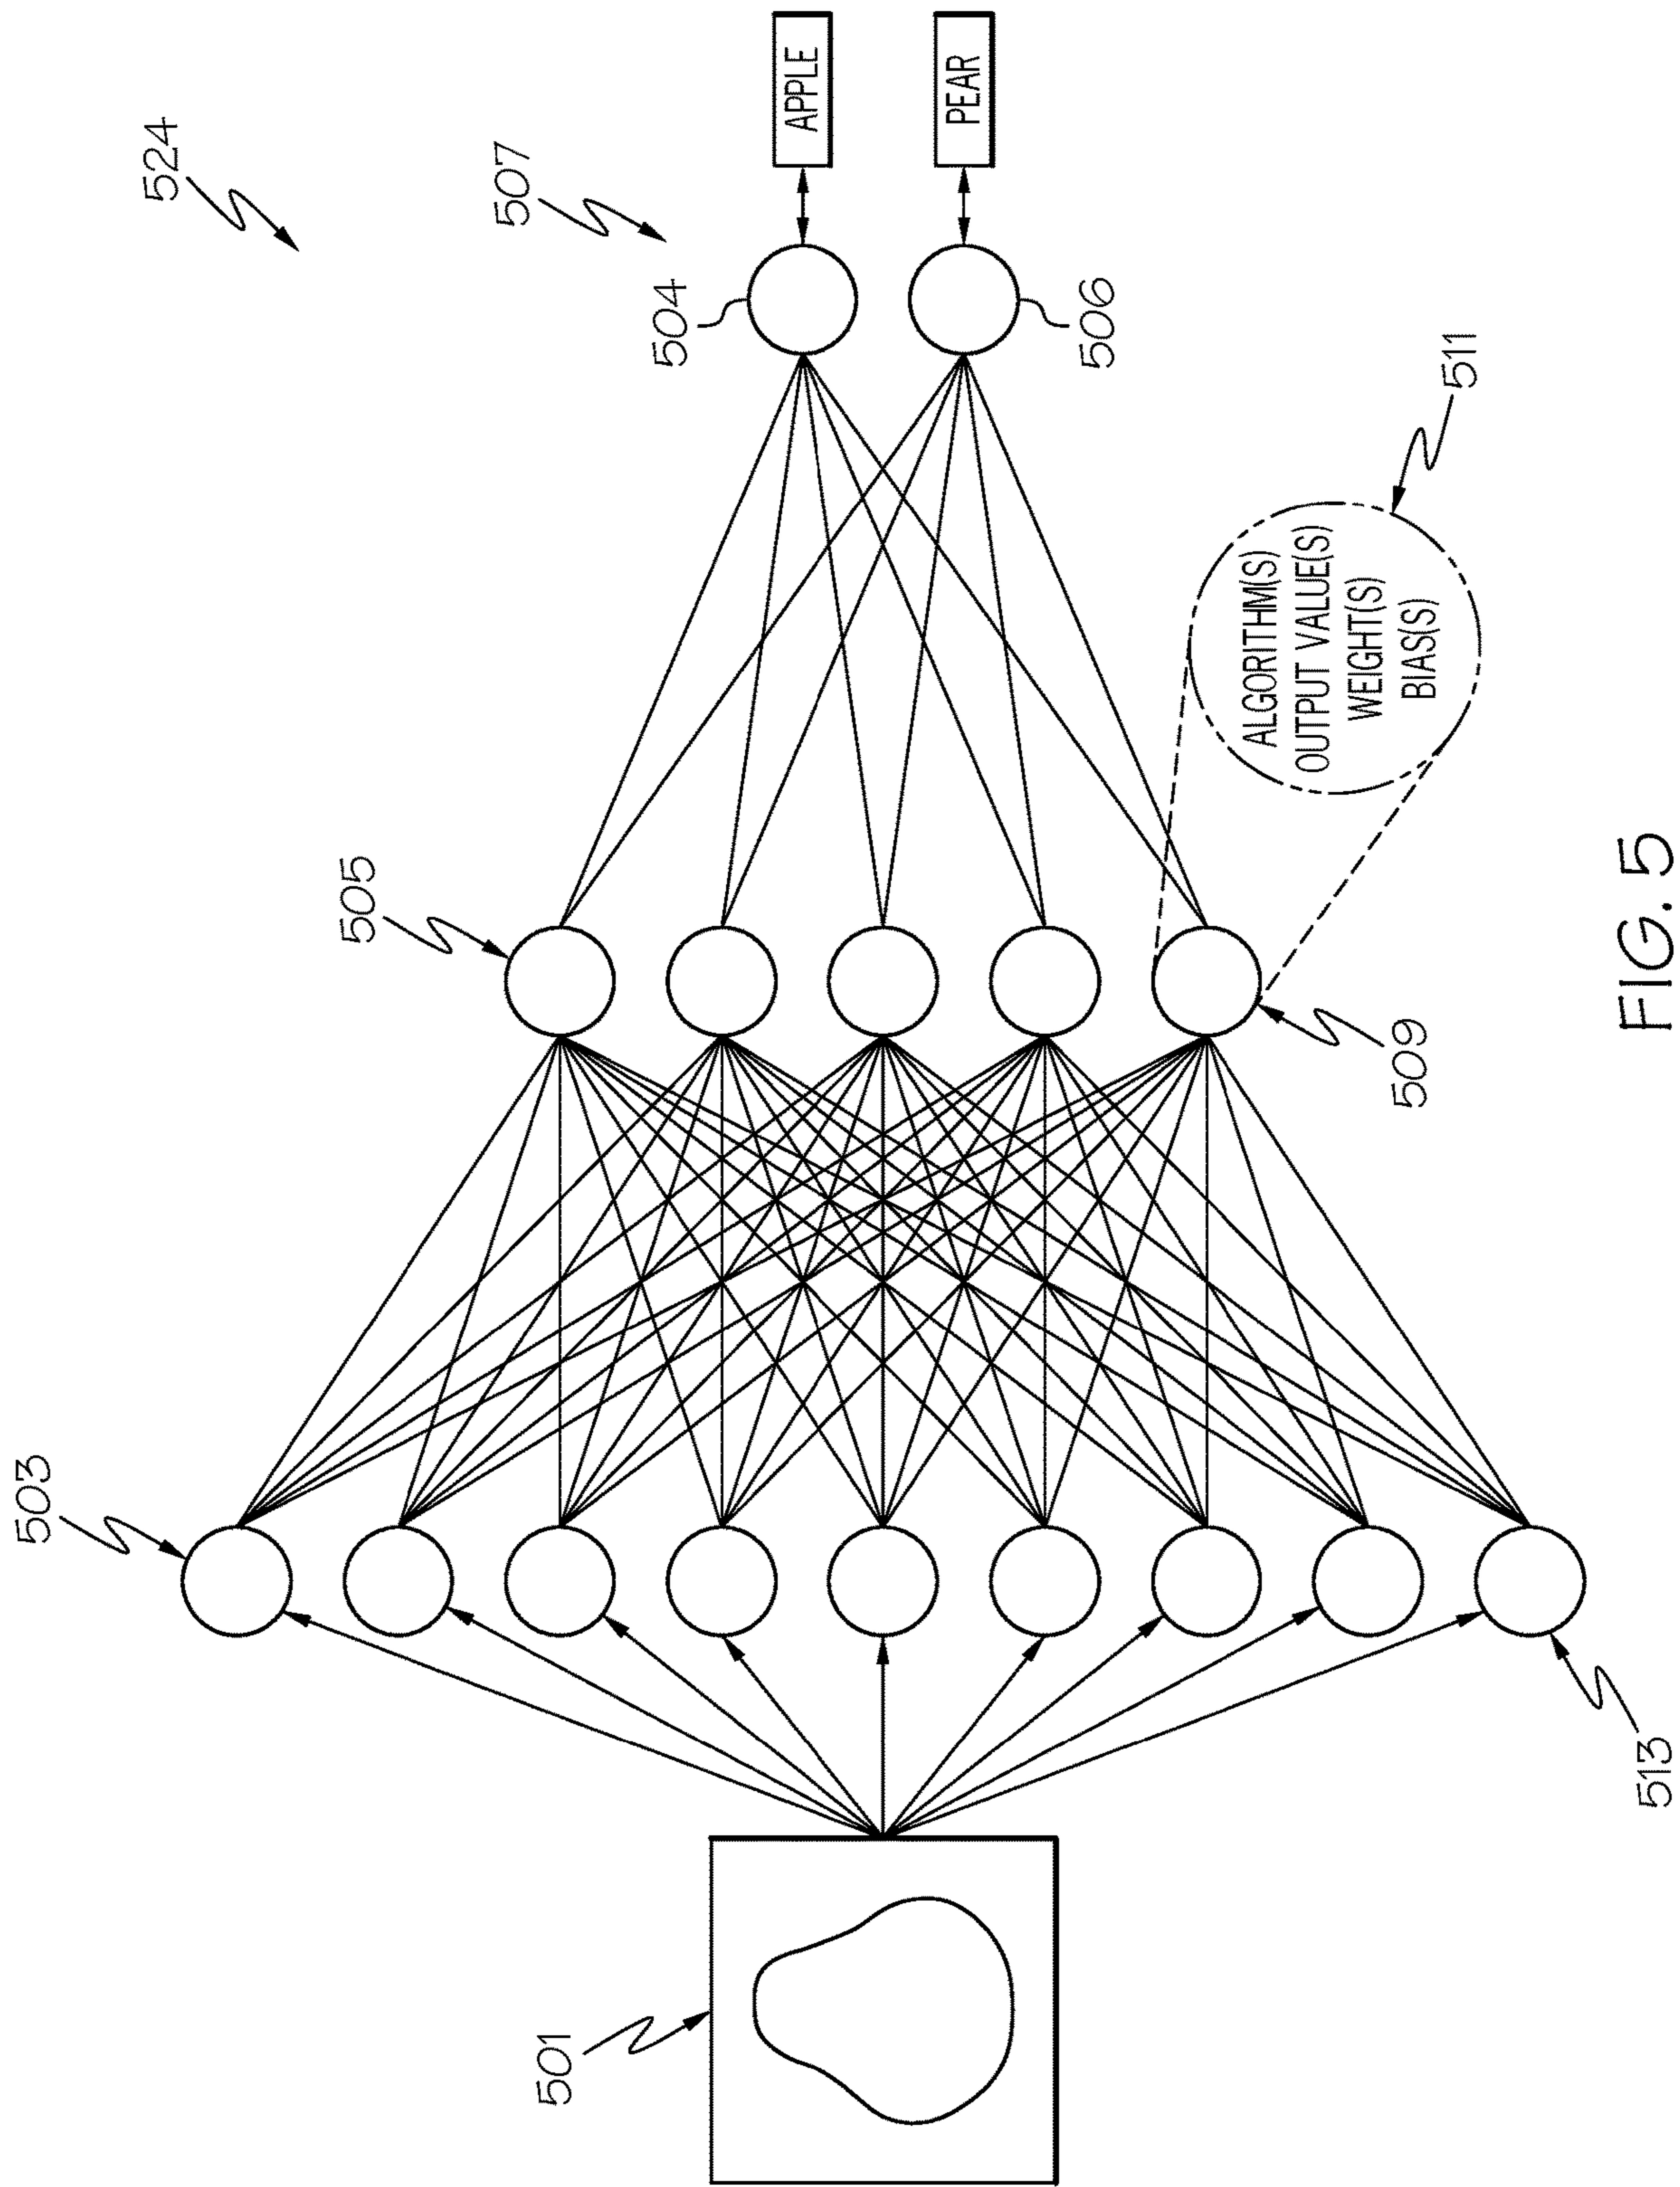 524
507
APPLE
504
PEAR
506
505
511
ALGORITHM(S)
OUTPUT VALUE(S)
WEIGHT(S)
BIAS(S)
503
509
501
513
FIG. 5